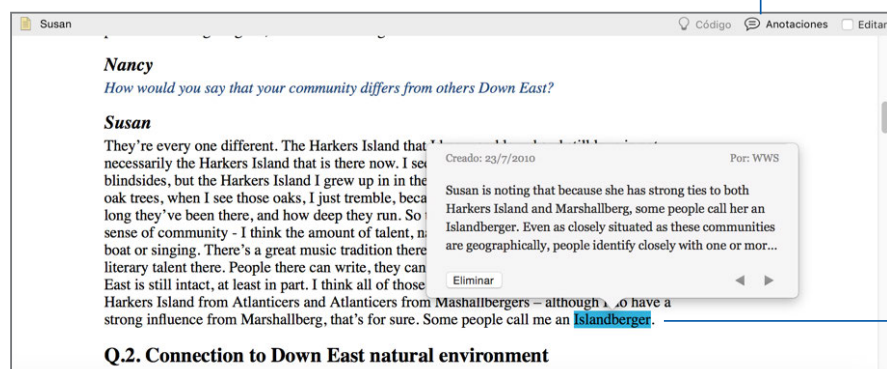 Susan Código Anotaciones Editar
Nancy
How would you say that your community differs from others Down East?
Susan
They're every one different. The Harkers Island that I
necessarily the Harkers Island that is there now. I see
blindsides, but the Harkers Island I grew up in in the
oak trees, when I see those oaks, I just tremble, beca
long they've been there, and how deep they run. So
sense of community - I think the amount of talent, n
boat or singing. There's a great music tradition there
literary talent there. People there can write, they can
East is still intact, at least in part. I think all of those
Harkers Island from Atlanticers and Atlanticers from Mashallbergers – although I do have a
strong influence from Marshallberg, that's for sure. Some people call me an Islandberger.
Creado: 23/7/2010 Por: WWS
Susan is noting that because she has strong ties to both
Harkers Island and Marshallberg, some people call her an
Islandberger. Even as closely situated as these communities
are geographically, people identify closely with one or mor...
Eliminar
Q.2. Connection to Down East natural environment